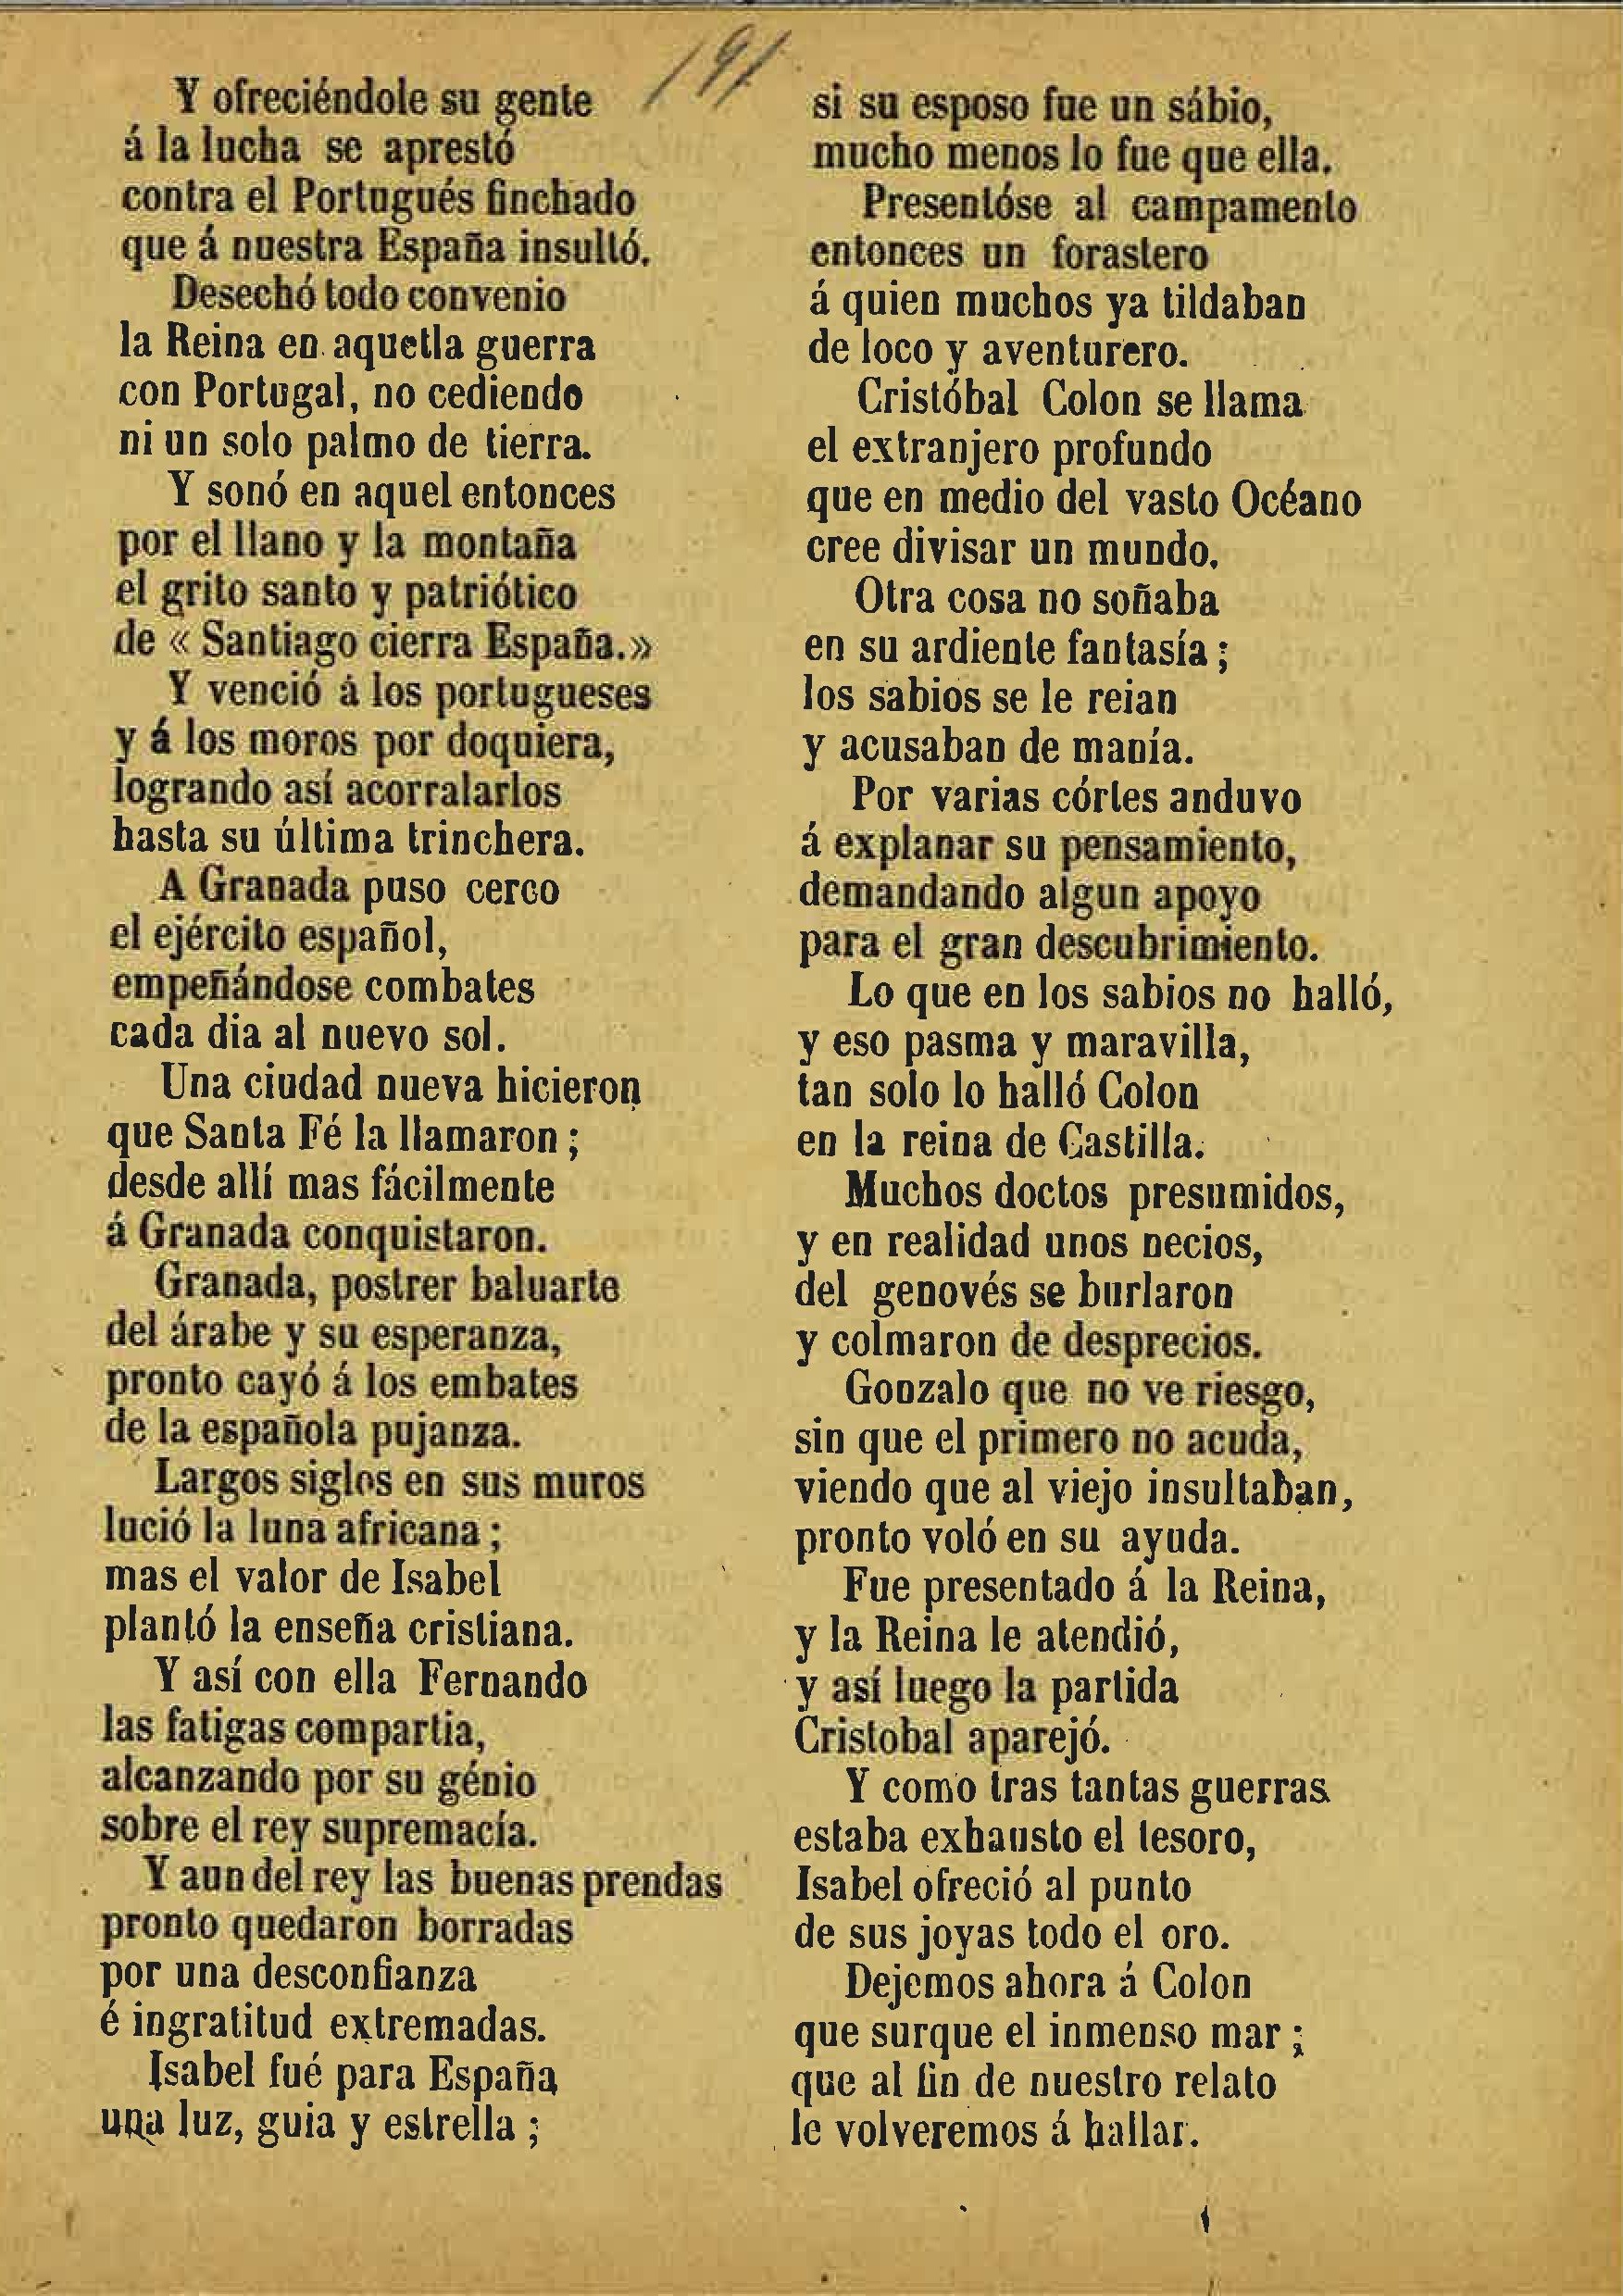 191
Y ofreciéndole su gente
á la lucha se aprestó
contra el Portugués finchado
que á nuestra España insultó.
Desechó todo convenio
la Reina en aquella guerra
con Portugal, no cediendo
ni un solo palmo de tierra.
Y sonó en aquel entonces
por el llano y la montaña
el grito santo y patriótico
de « Santiago cierra España.»
Y venció á los portugueses
y á los moros por doquiera,
logrando así acorralarlos
hasta su última trinchera.
A Granada puso cerco
el ejército español,
empeñándose combates
cada dia al nuevo sol.
Una ciudad nueva hicieron
que Santa Fé la llamaron ;
desde allí mas fácilmente
á Granada conquistaron.
Granada, postrer baluarte
del árabe y su esperanza,
pronto cayó á los embates
de la española pujanza.
Largos siglos en sus muros
lució la luna africana ;
mas el valor de Isabel
plantó la enseña cristiana.
Y así con ella Fernando
las fatigas compartia,
alcanzando por su génio
sobre el rey supremacía.
Y aun del rey las buenas prendas
pronto quedaron borradas
por una desconfianza
é ingratitud extremadas.
Isabel fué para España
una luz, guia y estrella ;
si su esposo fue un sábio,
mucho menos lo fue que ella.
Presentóse al campamento
entonces un forastero
á quien muchos ya tildaban
de loco y aventurero.
Cristóbal Colon se llama
el extranjero profundo
que en medio del vasto Océano
cree divisar un mundo.
Otra cosa no soñaba
en su ardiente fantasía ;
los sabios se le reian
y acusaban de manía.
Por varias córtes anduvo
á explanar su pensamiento,
demandando algun apoyo
para el gran descubrimiento.
Lo que en los sabios no halló,
y eso pasma y maravilla,
tan solo lo halló Colon
en la reina de Castilla.
Muchos doctos presumidos,
y en realidad unos necios,
del genovés se burlaron
y colmaron de desprecios.
Gonzalo que no ve riesgo,
sin que el primero no acuda,
viendo que al viejo insultaban,
pronto voló en su ayuda.
Fue presentado á la Reina,
y la Reina le atendió,
y así luego la partida
Cristobal aparejó.
Y como tras tantas guerras
estaba exhausto el tesoro,
Isabel ofreció al punto
de sus joyas todo el oro.
Dejemos ahora á Colon
que surque el inmenso mar ;
que al fin de nuestro relato
le volveremos á hallar.